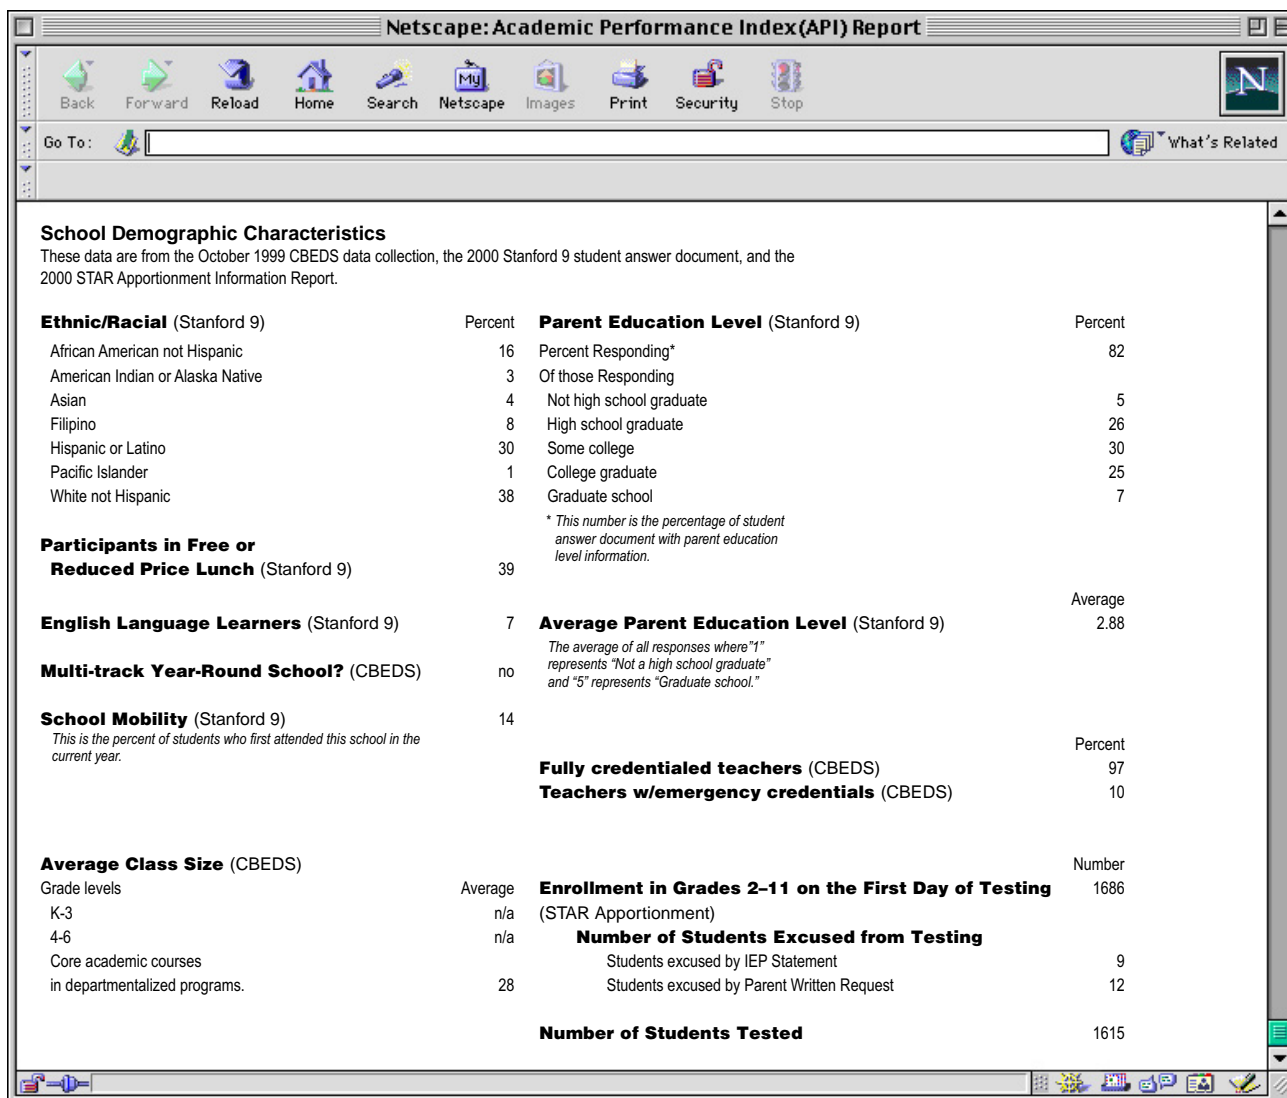 Netscape: Academic Performance Index(API) Report
Back Forward Reload Home Search Netscape Images Print Security Stop
My
N
Go To: What's Related
School Demographic Characteristics
These data are from the October 1999 CBEDS data collection, the 2000 Stanford 9 student answer document, and the
2000 STAR Apportionment Information Report.
Ethnic/Racial (Stanford 9) Percent
African American not Hispanic 16
American Indian or Alaska Native 3
Asian 4
Filipino 8
Hispanic or Latino 30
Pacific Islander 1
White not Hispanic 38
Participants in Free or
Reduced Price Lunch (Stanford 9) 39
English Language Learners (Stanford 9) 7
Multi-track Year-Round School? (CBEDS) no
School Mobility (Stanford 9) 14
This is the percent of students who first attended this school in the
current year.
Parent Education Level (Stanford 9) Percent
Percent Responding* 82
Of those Responding
Not high school graduate 5
High school graduate 26
Some college 30
College graduate 25
Graduate school 7
* This number is the percentage of student
answer document with parent education
level information.
Average
Average Parent Education Level (Stanford 9) 2.88
The average of all responses where"1"
represents “Not a high school graduate”
and “5” represents “Graduate school.”
Percent
Fully credentialed teachers (CBEDS) 97
Teachers w/emergency credentials (CBEDS) 10
Average Class Size (CBEDS)
Grade levels Average
K-3 n/a
4-6 n/a
Core academic courses
in departmentalized programs. 28
Number
Enrollment in Grades 2–11 on the First Day of Testing 1686
(STAR Apportionment)
Number of Students Excused from Testing
Students excused by IEP Statement 9
Students excused by Parent Written Request 12
Number of Students Tested 1615